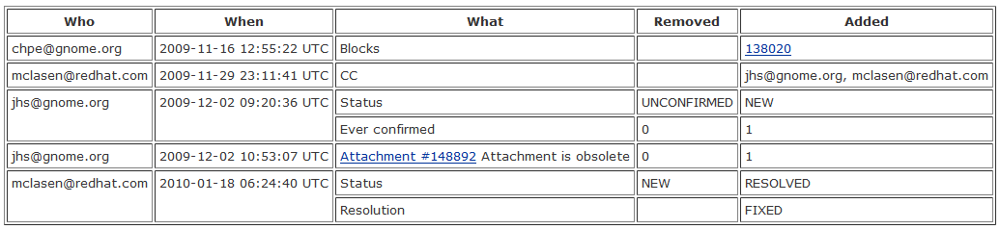 Who When What Removed Added
chpe@gnome.org 2009-11-16 12:55:22 UTC Blocks 138020
mclasen@redhat.com 2009-11-29 23:11:41 UTC CC jhs@gnome.org, mclasen@redhat.com
jhs@gnome.org 2009-12-02 09:20:36 UTC Status UNCONFIRMED NEW
Ever confirmed 0 1
jhs@gnome.org 2009-12-02 10:53:07 UTC Attachment #148892 Attachment is obsolete 0 1
mclasen@redhat.com 2010-01-18 06:24:40 UTC Status NEW RESOLVED
Resolution FIXED